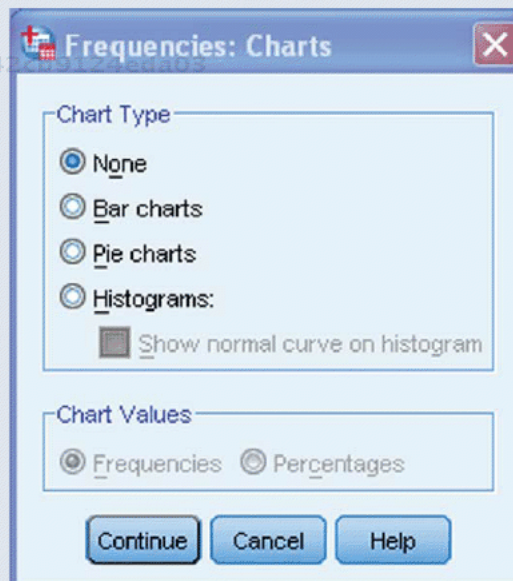 Frequencies: Charts
Chart Type
None
Bar charts
Pie charts
Histograms:
Show normal curve on histogram
Chart Values
Frequencies Percentages
Continue Cancel Help